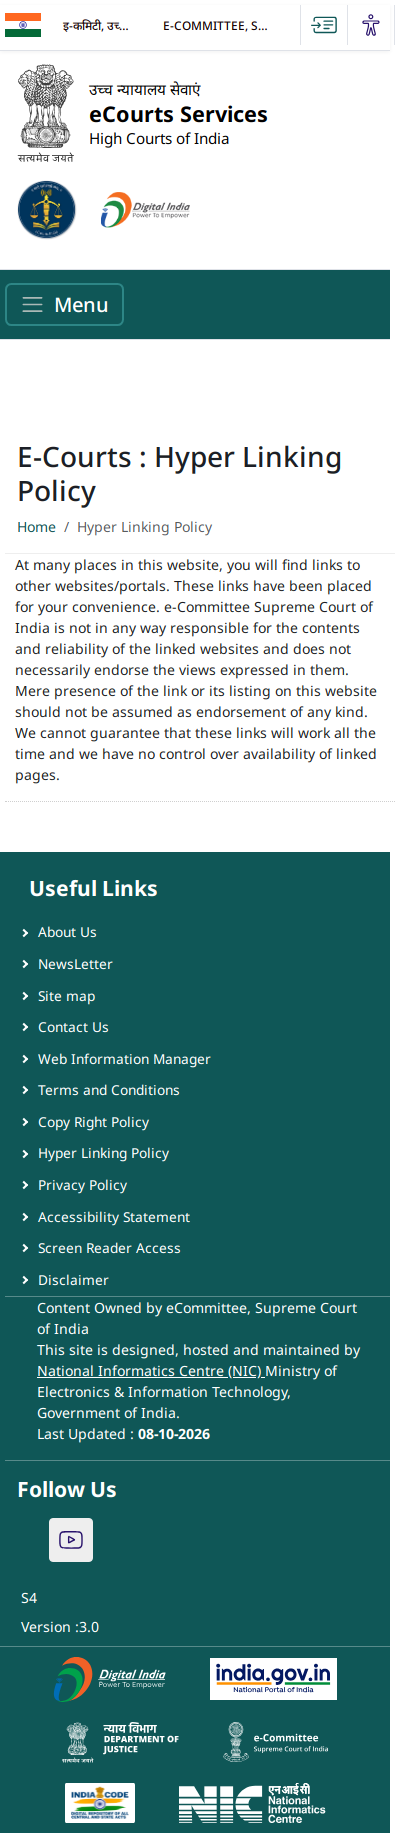 इ-कमिटी, उच्...
E-COMMITTEE, S...
उच्च न्यायालय सेवाएं
eCourts Services
High Courts of India
सत्यमेव जयते
Digital India
Power To Empower
Menu
E-Courts : Hyper Linking
Policy
Home / Hyper Linking Policy
At many places in this website, you will find links to
other websites/portals. These links have been placed
for your convenience. e-Committee Supreme Court of
India is not in any way responsible for the contents
and reliability of the linked websites and does not
necessarily endorse the views expressed in them.
Mere presence of the link or its listing on this website
should not be assumed as endorsement of any kind.
We cannot guarantee that these links will work all the
time and we have no control over availability of linked
pages.
Useful Links
About Us
NewsLetter
Site map
Contact Us
Web Information Manager
Terms and Conditions
Copy Right Policy
Hyper Linking Policy
Privacy Policy
Accessibility Statement
Screen Reader Access
Disclaimer
Content Owned by eCommittee, Supreme Court
of India
This site is designed, hosted and maintained by
National Informatics Centre (NIC) Ministry of
Electronics & Information Technology,
Government of India.
Last Updated : 08-10-2026
Follow Us
S4
Version :3.0
Digital India
Power To Empower
india.gov.in
National Portal of India
न्याय विभाग
DEPARTMENT OF
JUSTICE
सत्यमेव जयते
e-Committee
Supreme Court of India
INDIA CODE
DIGITAL REPOSITORY OF ALL
CENTRAL AND STATE ACTS
NIC
एनआईसी
National
Informatics
Centre